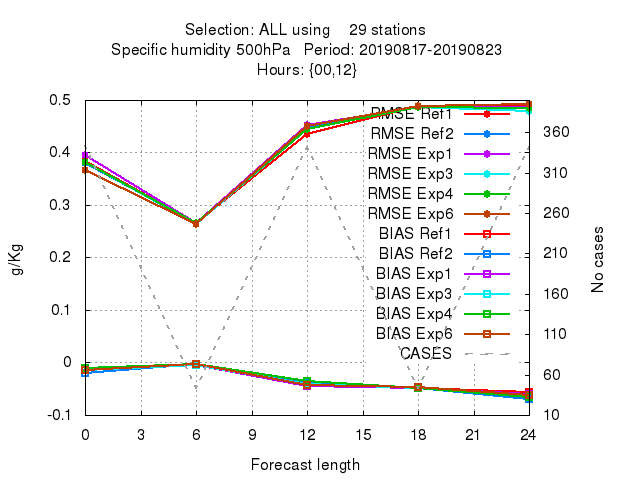 Selection: ALL using 29 stations
Specific humidity 500hPa Period: 20190817-20190823
Hours: {00,12}
0.5
0.4
0.3
0.2
0.1
0
-0.1
g/Kg
RMSE Ref1
RMSE Ref2
RMSE Exp1
RMSE Exp3
RMSE Exp4
RMSE Exp6
BIAS Ref1
BIAS Ref2
BIAS Exp1
BIAS Exp3
BIAS Exp4
BIAS Exp6
CASES
360
310
260
210
160
110
60
10
No cases
0 3 6 9 12 15 18 21 24
Forecast length